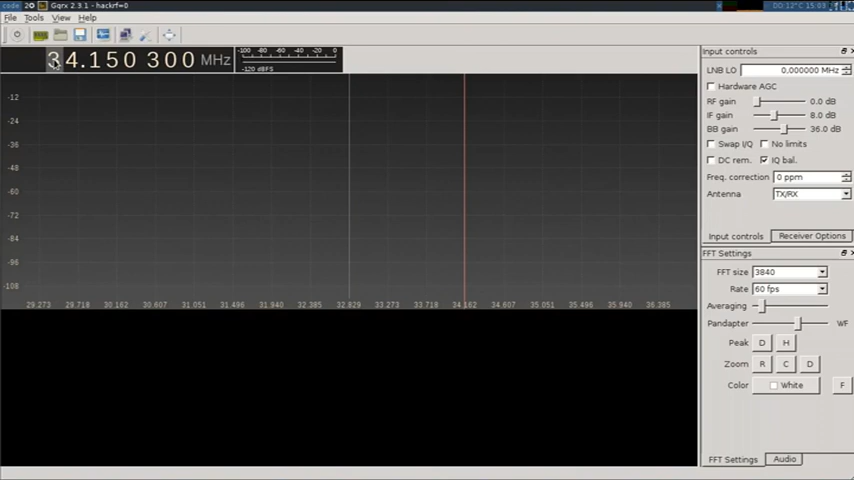 code 2O Gqrx 2.3.1 - hackrf=0 DO:12°C 15:03
File Tools View Help
34.150 300 MHz
-100 -80 -60 -40 -20 0
-120 dBFS
-12
-24
-36
-48
-60
-72
-84
-96
-108
29.273 29.718 30.162 30.607 31.051 31.496 31.940 32.385 32.829 33.273 33.718 34.162 34.607 35.051 35.496 35.940 36.385
Input controls
LNB LO 0.000000 MHz
Hardware AGC
RF gain 0.0 dB
IF gain 8.0 dB
BB gain 36.0 dB
Swap I/Q No limits
DC rem. IQ bal.
Freq. correction 0 ppm
Antenna TX/RX
Input controls Receiver Options
FFT Settings
FFT size 3840
Rate 60 fps
Averaging
Pandapter WF
Peak D H
Zoom R C D
Color White F
FFT Settings Audio